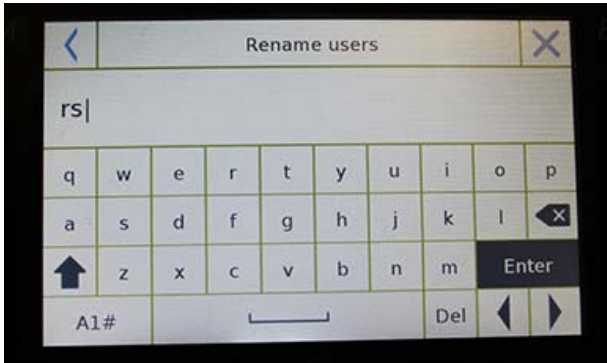 Rename users
rs
q w e r t y u i o p
a s d f g h j k l
z x c v b n m Enter
A1# Del